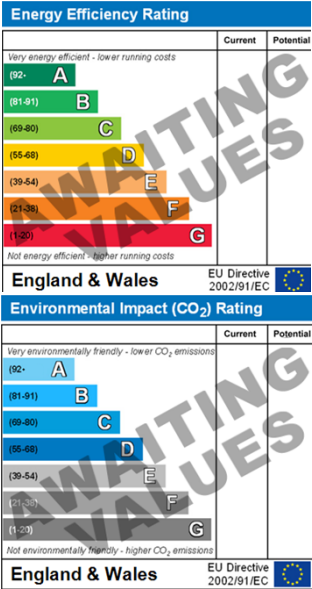 Energy Efficiency Rating
Current Potential
Very energy efficient - lower running costs
(92- A
(81-91) B
(69-80) C
(55-68) D
(39-54) E
(21-38) F
(1-20) G
Not energy efficient - higher running costs
AWAITING
VALUES
England & Wales
EU Directive
2002/91/EC
Environmental Impact (CO₂) Rating
Current Potential
Very environmentally friendly - lower CO₂ emissions
(92- A
(81-91) B
(69-80) C
(55-68) D
(39-54) E
(21-38) F
(1-20) G
Not environmentally friendly - higher CO₂ emissions
AWAITING
VALUES
England & Wales
EU Directive
2002/91/EC